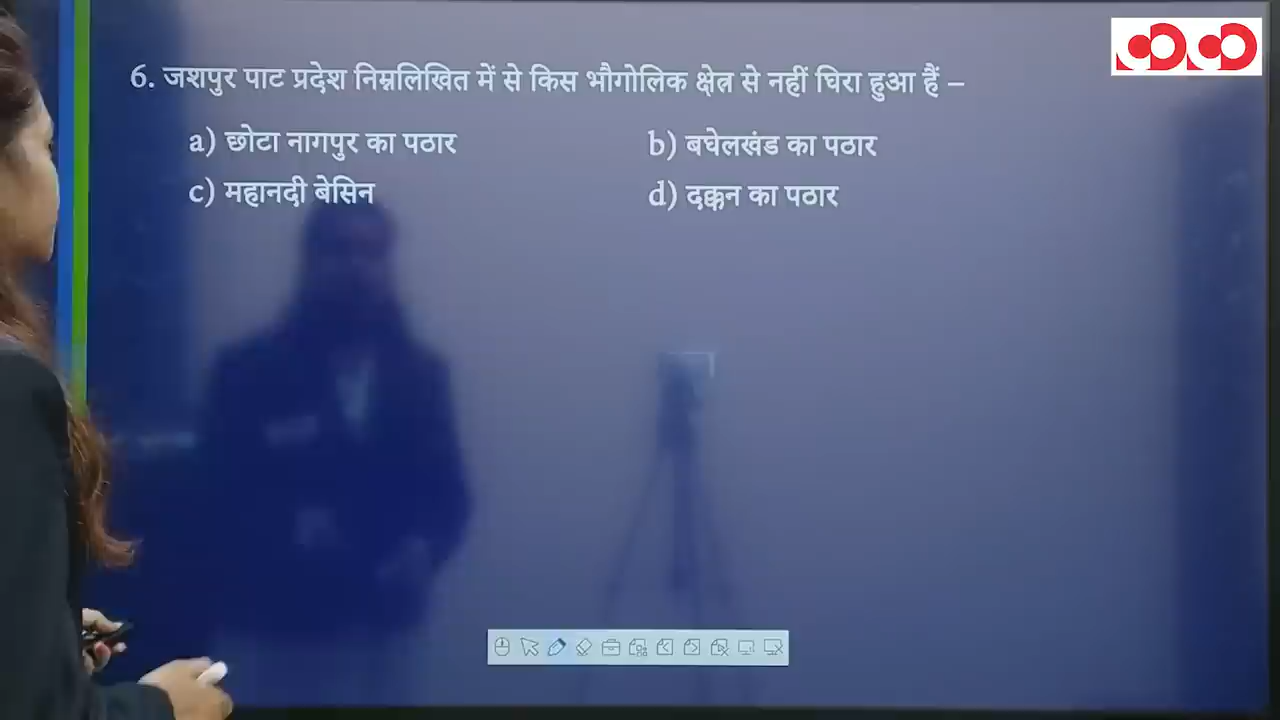 6. जशपुर पाट प्रदेश निम्नलिखित में से किस भौगोलिक क्षेत्र से नहीं घिरा हुआ हैं –
a) छोटा नागपुर का पठार b) बघेलखंड का पठार
c) महानदी बेसिन d) दक्कन का पठार